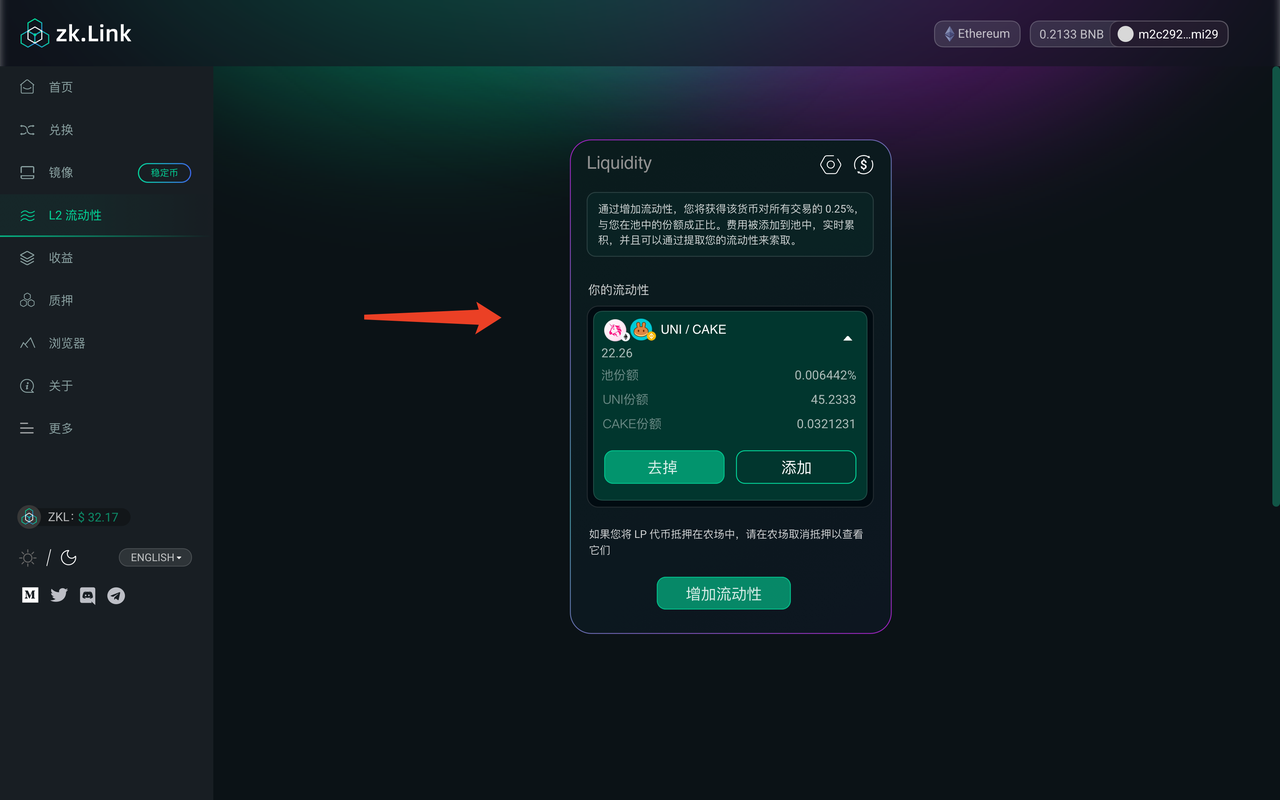 zk.Link
Ethereum
0.2133 BNB
m2c292...mi29
首页
兑换
镜像
稳定币
L2 流动性
收益
质押
浏览器
关于
更多
ZKL: $ 32.17
/
ENGLISH
M
Liquidity
$
通过增加流动性，您将获得该货币对所有交易的 0.25%，
与您在池中的份额成正比。费用被添加到池中，实时累
积，并且可以通过提取您的流动性来索取。
你的流动性
UNI / CAKE
22.26
池份额 0.006442%
UNI份额 45.2333
CAKE份额 0.0321231
去掉
添加
如果您将 LP 代币抵押在农场中，请在农场取消抵押以查看
它们
增加流动性